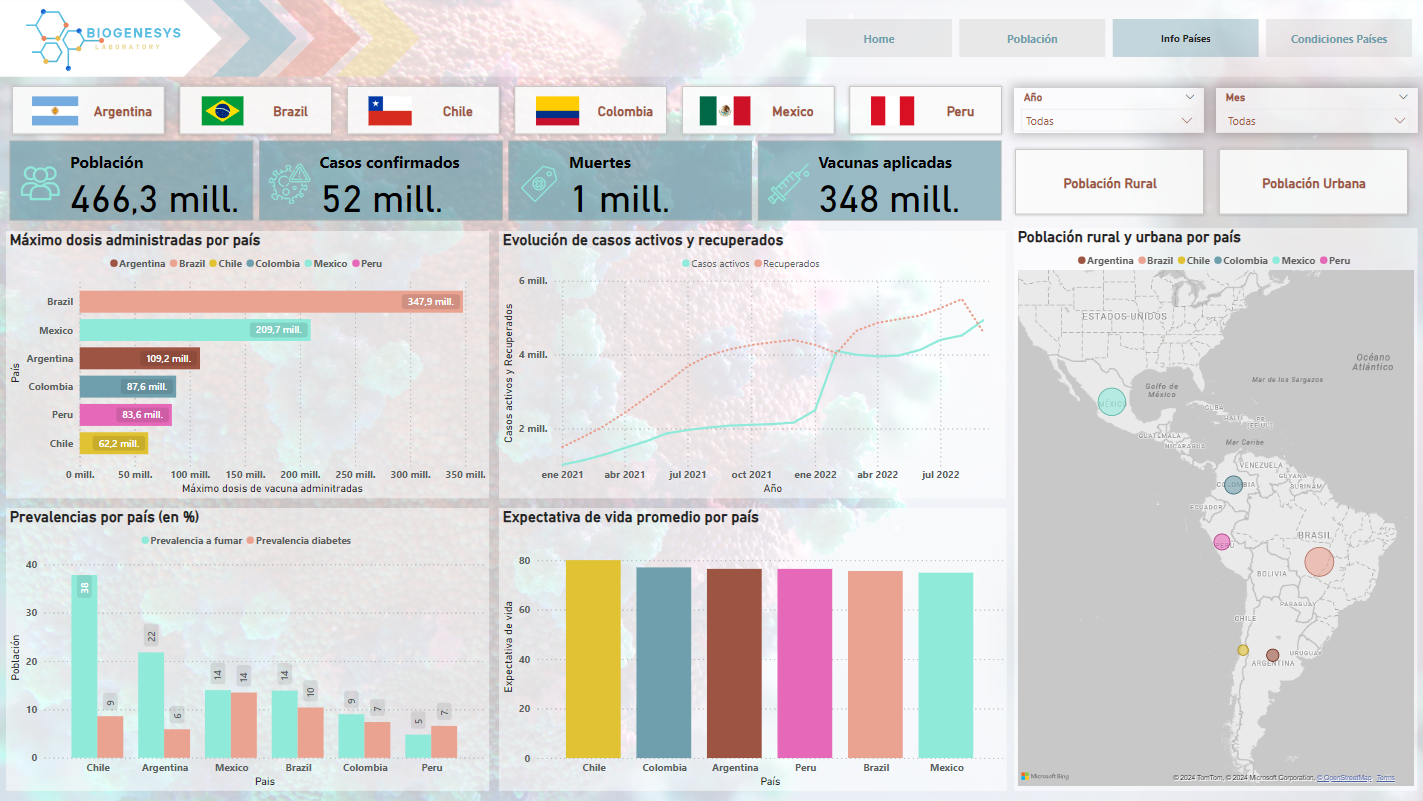 BIOGENESYS
LABORATORY
Home
Población
Info Países
Condiciones Países
Argentina
Brazil
Chile
Colombia
Mexico
Peru
Año
Todas
Mes
Todas
Población
466,3 mill.
Casos confirmados
52 mill.
Muertes
1 mill.
Vacunas aplicadas
348 mill.
Población Rural
Población Urbana
Máximo dosis administradas por país
Argentina Brazil Chile Colombia Mexico Peru
País
Brazil 347,9 mill.
Mexico 209,7 mill.
Argentina 109,2 mill.
Colombia 87,6 mill.
Peru 83,6 mill.
Chile 62,2 mill.
0 mill. 50 mill. 100 mill. 150 mill. 200 mill. 250 mill. 300 mill. 350 mill.
Máximo dosis de vacuna adminitradas
Evolución de casos activos y recuperados
Casos activos Recuperados
Casos activos y Recuperados
6 mill.
4 mill.
2 mill.
ene 2021 abr 2021 jul 2021 oct 2021 ene 2022 abr 2022 jul 2022
Año
Población rural y urbana por país
Argentina Brazil Chile Colombia Mexico Peru
ESTADOS UNIDOS
Océano
Atlántico
Golfo de
México
Mar de los Sargazos
MÉXICO
CUBA
HAITÍ
GUATEMALA
NICARAGUA
Mar Caribe
VENEZUELA
GUYANA
SURINAM
COLOMBIA
ECUADOR
PERÚ
BRASIL
BOLIVIA
PARAGUAY
CHILE
URUGUAY
ARGENTINA
Microsoft Bing
© 2024 TomTom, © 2024 Microsoft Corporation, © OpenStreetMap Terms
Prevalencias por país (en %)
Prevalencia a fumar Prevalencia diabetes
Población
40
30
20
10
0
38 9
22 6
14 14
14 10
9 7
5 7
Chile Argentina Mexico Brazil Colombia Peru
Pais
Expectativa de vida promedio por país
Expectativa de vida
80
60
40
20
0
Chile Colombia Argentina Peru Brazil Mexico
País